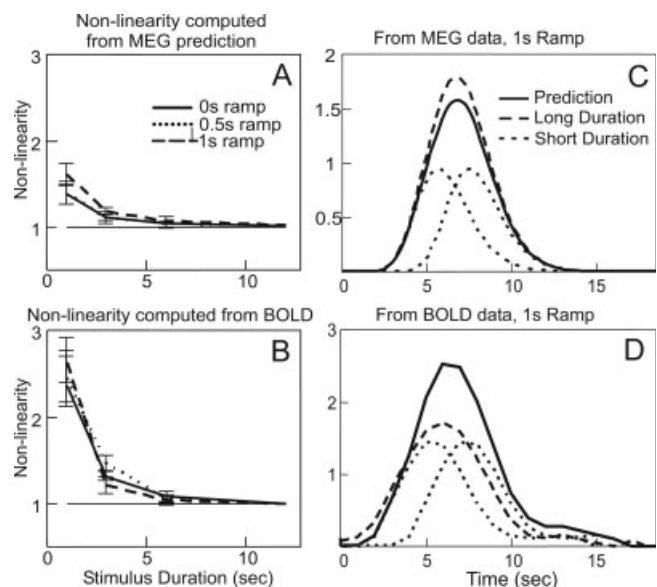 Non-linearity computed
from MEG prediction
3
2
1
0
5
10
Non-linearity
A
0s ramp
0.5s ramp
1s ramp
From MEG data, 1s Ramp
2
1.5
1
0.5
0
5
10
15
C
Prediction
Long Duration
Short Duration
Non-linearity computed from BOLD
3
2
1
0
5
10
Non-linearity
B
Stimulus Duration (sec)
From BOLD data, 1s Ramp
3
2
1
0
5
10
15
D
Time (sec)